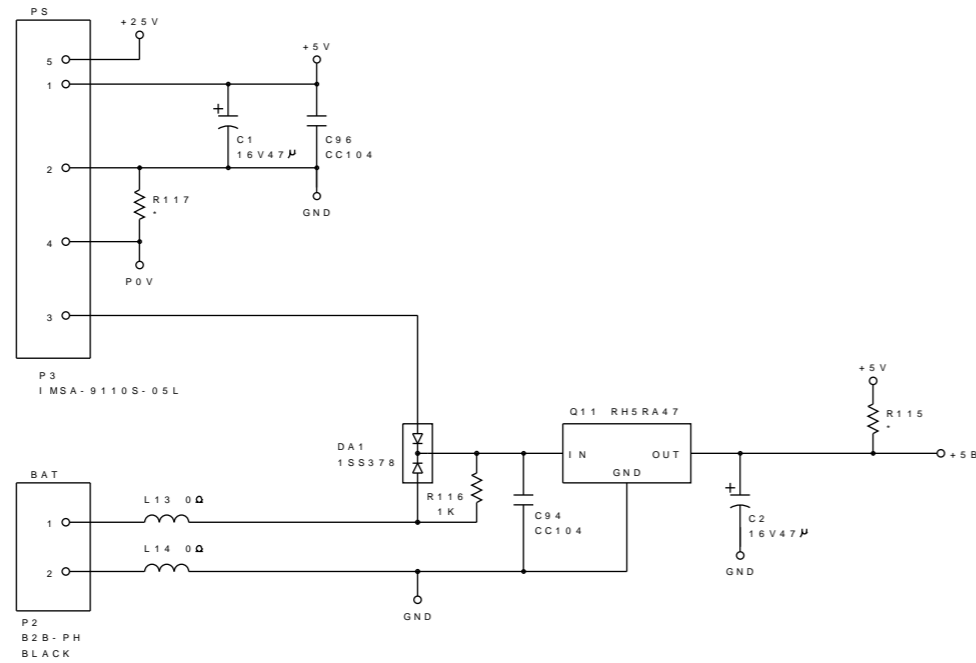 PS
+25V
5
+5V
1
+
C1
16V47μ
C96
CC104
2
R117
*
GND
4
P0V
3
P3
IMSA-9110S-05L
+5V
R115
*
Q11 RH5RA47
DA1
1SS378
IN
OUT
GND
+5B
BAT
R116
1K
+
L13 0Ω
1
C94
CC104
C2
16V47μ
L14 0Ω
2
GND
GND
P2
B2B-PH
BLACK